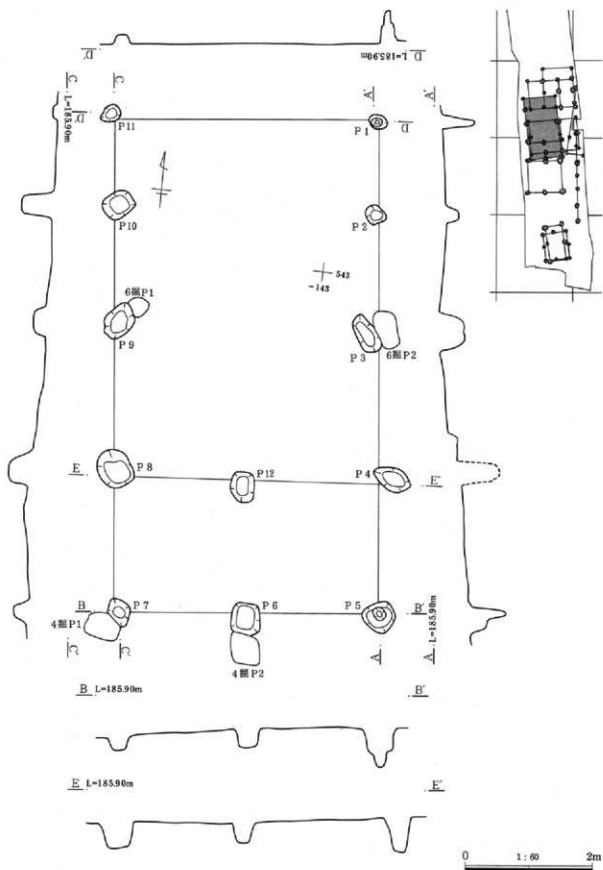 D' D
L=185.90m
C C A' A'
L=185.90m
D' D
P11 P1
P10 P2
543
-143
6掘P1
P9 P3 6掘P2
E P8 P12 P4 E'
B P7 P6 P5 B'
4掘P1
4掘P2
C' C' A A
L=185.90m
B L=185.90m B'
E L=185.90m E'
0 1:60 2m